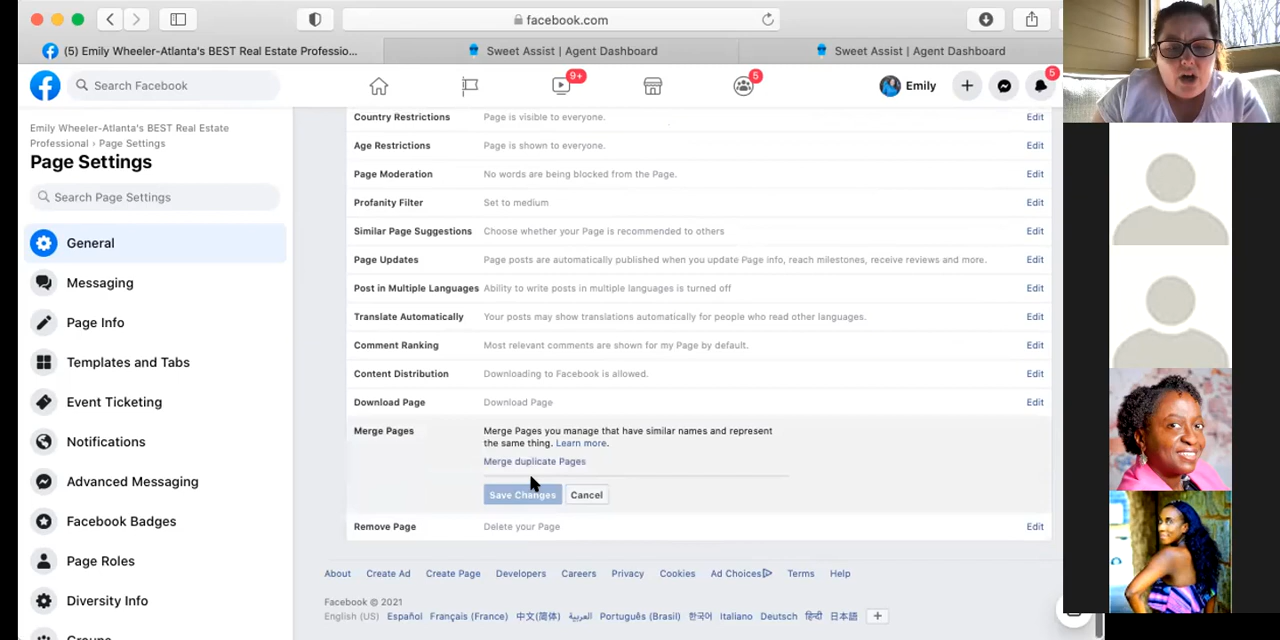 facebook.com
(5) Emily Wheeler-Atlanta's BEST Real Estate Professio...
Sweet Assist | Agent Dashboard
Sweet Assist | Agent Dashboard
Search Facebook
9+
5
Emily
5
Emily Wheeler-Atlanta's BEST Real Estate
Professional › Page Settings
Page Settings
Search Page Settings
General
Messaging
Page Info
Templates and Tabs
Event Ticketing
Notifications
Advanced Messaging
Facebook Badges
Page Roles
Diversity Info
Groups
Country Restrictions Page is visible to everyone. Edit
Age Restrictions Page is shown to everyone. Edit
Page Moderation No words are being blocked from the Page. Edit
Profanity Filter Set to medium Edit
Similar Page Suggestions Choose whether your Page is recommended to others Edit
Page Updates Page posts are automatically published when you update Page info, reach milestones, receive reviews and more. Edit
Post in Multiple Languages Ability to write posts in multiple languages is turned off Edit
Translate Automatically Your posts may show translations automatically for people who read other languages. Edit
Comment Ranking Most relevant comments are shown for my Page by default. Edit
Content Distribution Downloading to Facebook is allowed. Edit
Download Page Download Page Edit
Merge Pages Merge Pages you manage that have similar names and represent
the same thing. Learn more.
Merge duplicate Pages
Save Changes Cancel
Remove Page Delete your Page Edit
About Create Ad Create Page Developers Careers Privacy Cookies Ad Choices Terms Help
Facebook © 2021
English (US) Español Français (France) 中文(简体) العربية Português (Brasil) 한국어 Italiano Deutsch हिन्दी 日本語 +